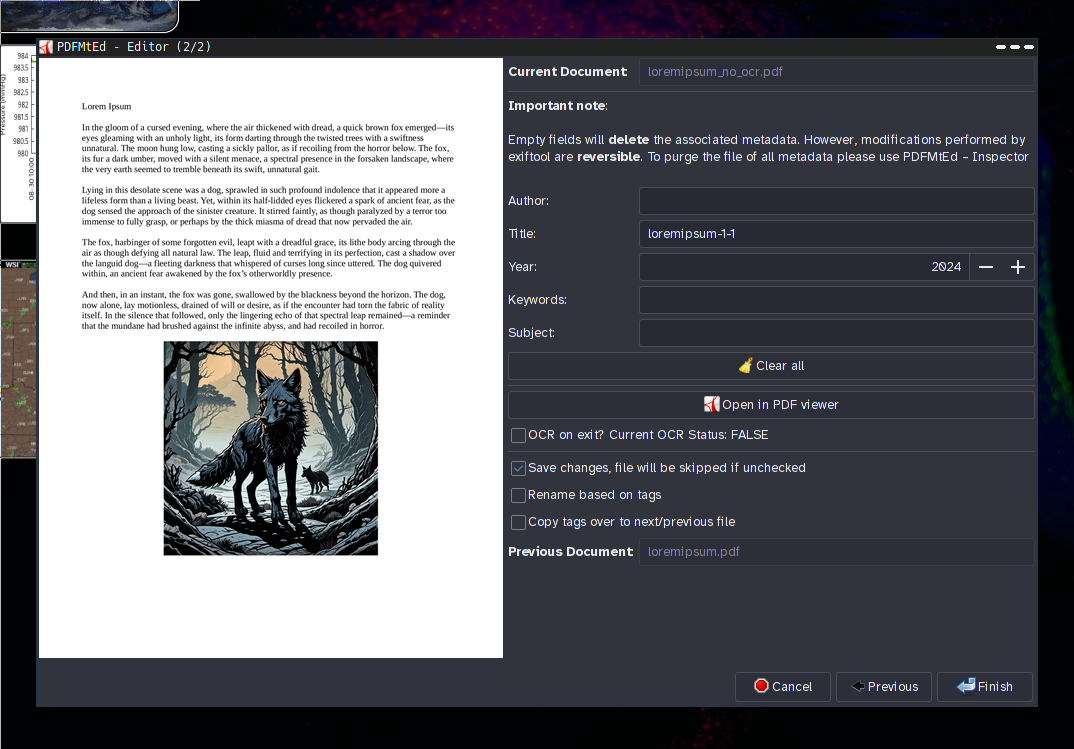 PDFMtEd - Editor (2/2)
984
983.5
983
982.5
982
981.5
981
980.5
980
Pressure (mmHg)
08-30 10:00
WSI
Lorem Ipsum
In the gloom of a cursed evening, where the air thickened with dread, a quick brown fox emerged—its
eyes gleaming with an unholy light, its form darting through the twisted trees with a swiftness
unnatural. The moon hung low, casting a sickly pallor, as if recoiling from the horror below. The fox,
its fur a dark umber, moved with a silent menace, a spectral presence in the forsaken landscape, where
the very earth seemed to tremble beneath its swift, unnatural gait.
Lying in this desolate scene was a dog, sprawled in such profound indolence that it appeared more a
lifeless form than a living beast. Yet, within its half-lidded eyes flickered a spark of ancient fear, as the
dog sensed the approach of the sinister creature. It stirred faintly, as though paralyzed by a terror too
immense to fully grasp, or perhaps by the thick miasma of dread that now pervaded the air.
The fox, harbinger of some forgotten evil, leapt with a dreadful grace, its lithe body arcing through the
air as though defying all natural law. The leap, fluid and terrifying in its perfection, cast a shadow over
the languid dog—a fleeting darkness that whispered of curses long since uttered. The dog quivered
within, an ancient fear awakened by the fox's otherworldly presence.
And then, in an instant, the fox was gone, swallowed by the blackness beyond the horizon. The dog,
now alone, lay motionless, drained of will or desire, as if the encounter had torn the fabric of reality
itself. In the silence that followed, only the lingering echo of that spectral leap remained—a reminder
that the mundane had brushed against the infinite abyss, and had recoiled in horror.
Current Document loremipsum_no_ocr.pdf
Important note:
Empty fields will delete the associated metadata. However, modifications performed by
exiftool are reversible. To purge the file of all metadata please use PDFMtEd – Inspector
Author:
Title: loremipsum-1-1
Year: 2024
Keywords:
Subject:
Clear all
Open in PDF viewer
OCR on exit? Current OCR Status: FALSE
Save changes, file will be skipped if unchecked
Rename based on tags
Copy tags over to next/previous file
Previous Document loremipsum.pdf
Cancel Previous Finish